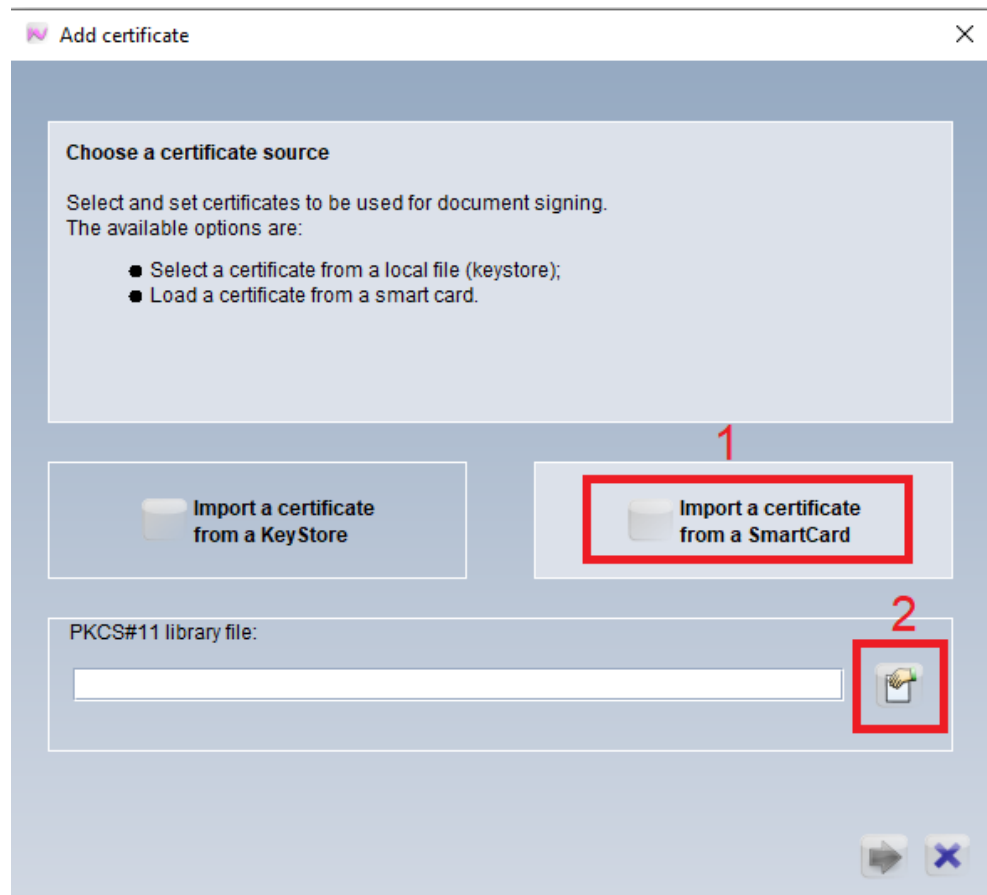 Add certificate
Choose a certificate source
Select and set certificates to be used for document signing.
The available options are:
Select a certificate from a local file (keystore);
Load a certificate from a smart card.
1
Import a certificate
from a KeyStore
Import a certificate
from a SmartCard
2
PKCS#11 library file: